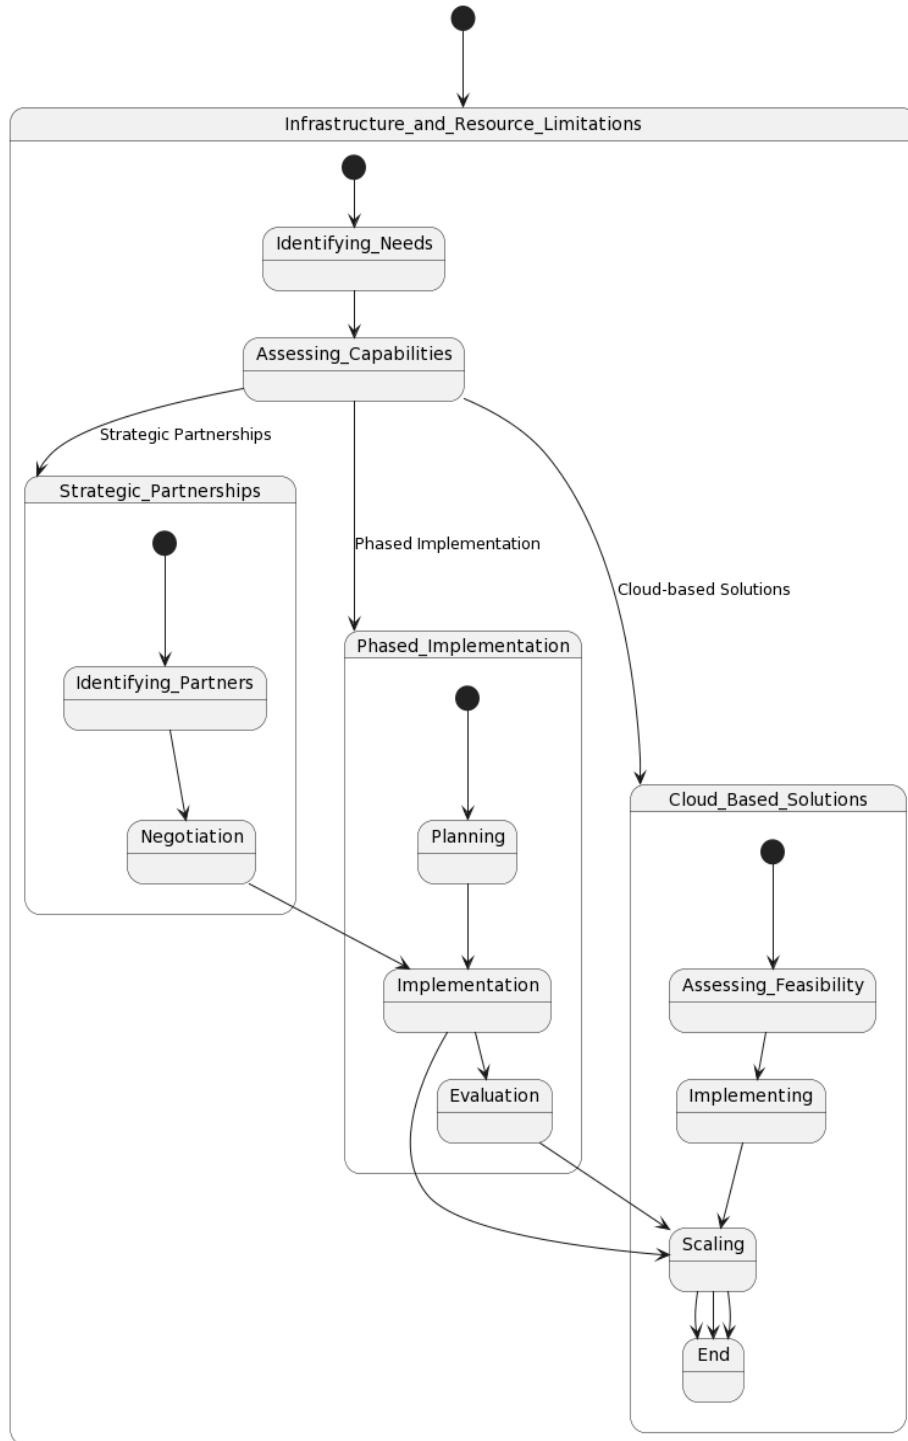 Infrastructure_and_Resource_Limitations
Identifying_Needs
Assessing_Capabilities
Strategic Partnerships
Strategic_Partnerships
Phased Implementation
Cloud-based Solutions
Phased_Implementation
Identifying_Partners
Cloud_Based_Solutions
Negotiation
Planning
Implementation
Assessing_Feasibility
Evaluation
Implementing
Scaling
End